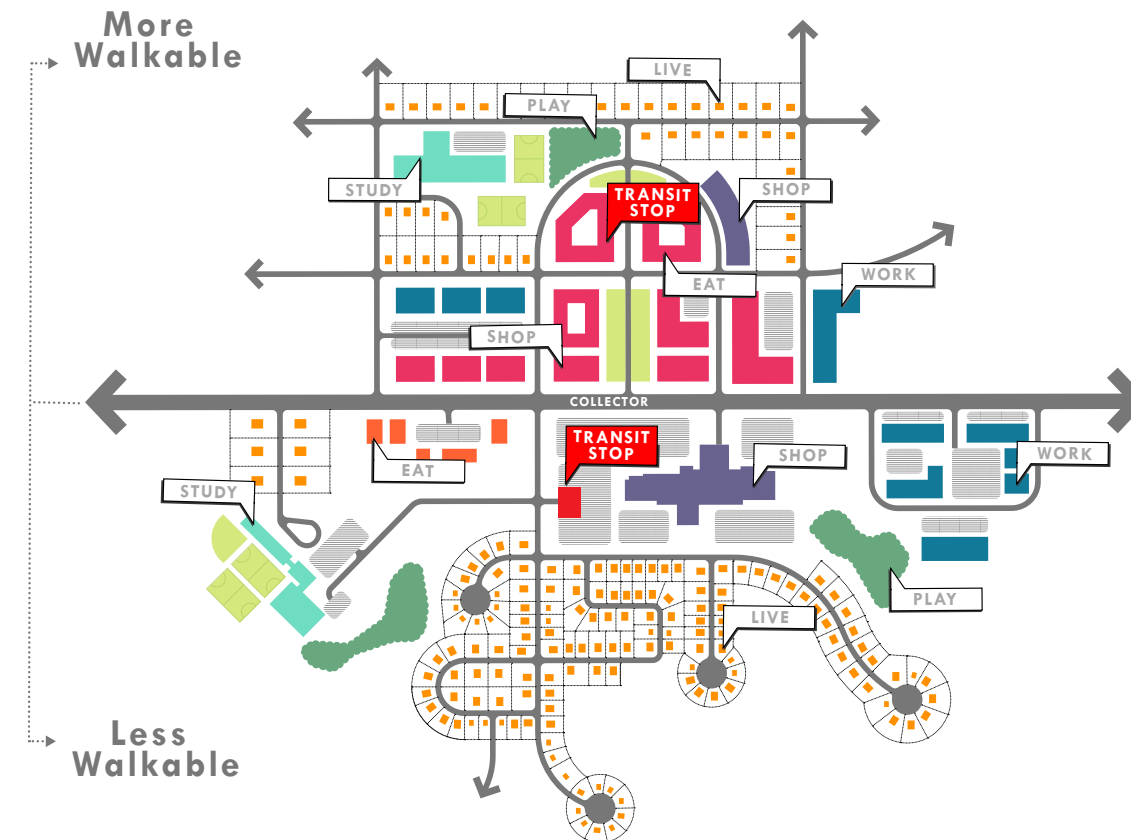 More
Walkable
LIVE
PLAY
STUDY
TRANSIT
STOP
SHOP
EAT
WORK
SHOP
COLLECTOR
TRANSIT
STOP
EAT
SHOP
WORK
STUDY
PLAY
LIVE
Less
Walkable